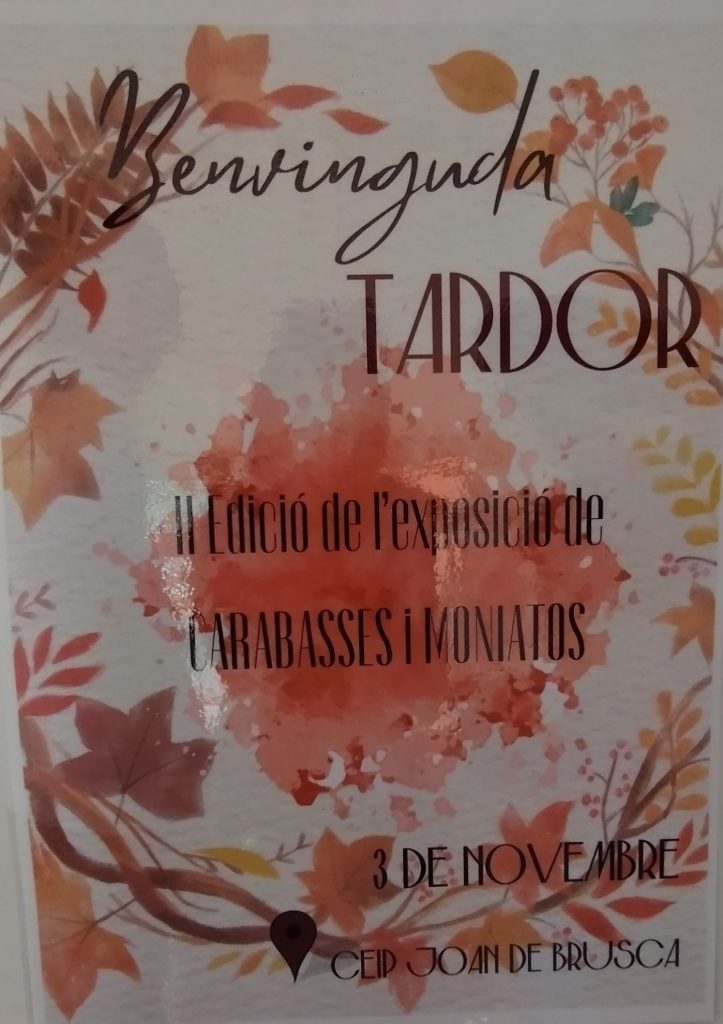 Benvinguda
TARDOR
II Edició de l'exposició de
CARABASSES i MONIATOS
3 DE NOVEMBRE
CEIP JOAN DE BRUSCA